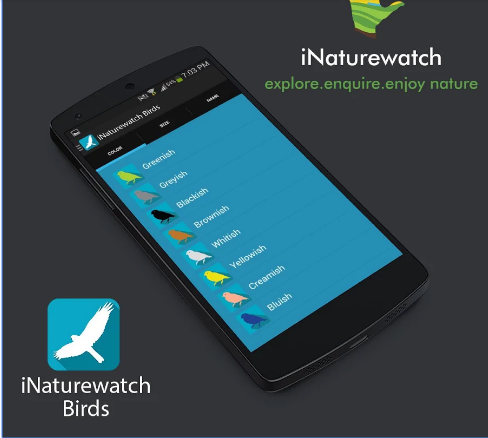 iNaturewatch
explore.enquire.enjoy nature
64% 7:03 PM
iNaturewatch Birds
COLOR SIZE NAME
Greenish
Greyish
Blackish
Brownish
Whitish
Yellowish
Creamish
Bluish
iNaturewatch
Birds